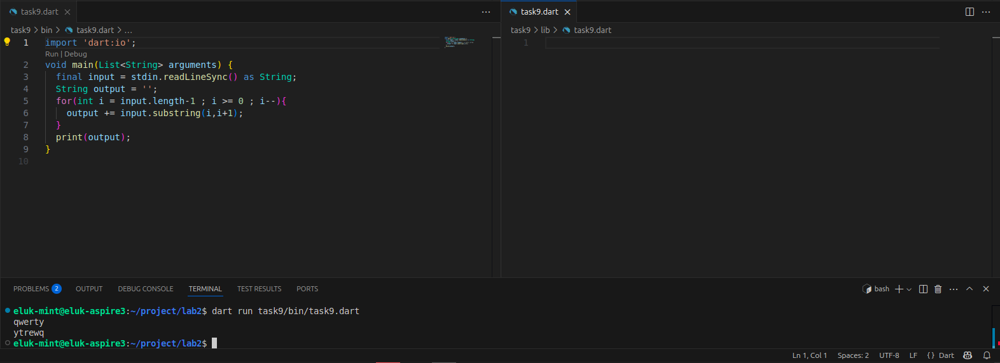 task9.dart
task9 > bin > task9.dart > ...
1 import 'dart:io';
Run | Debug
2 void main(List<String> arguments) {
3   final input = stdin.readLineSync() as String;
4   String output = '';
5   for(int i = input.length-1 ; i >= 0 ; i--){
6     output += input.substring(i,i+1);
7   }
8   print(output);
9 }
10
task9.dart
task9 > lib > task9.dart
1
PROBLEMS 2 OUTPUT DEBUG CONSOLE TERMINAL TEST RESULTS PORTS bash
eluk-mint@eluk-aspire3:~/project/lab2$ dart run task9/bin/task9.dart
qwerty
ytrewq
eluk-mint@eluk-aspire3:~/project/lab2$
Ln 1, Col 1 Spaces: 2 UTF-8 LF {} Dart